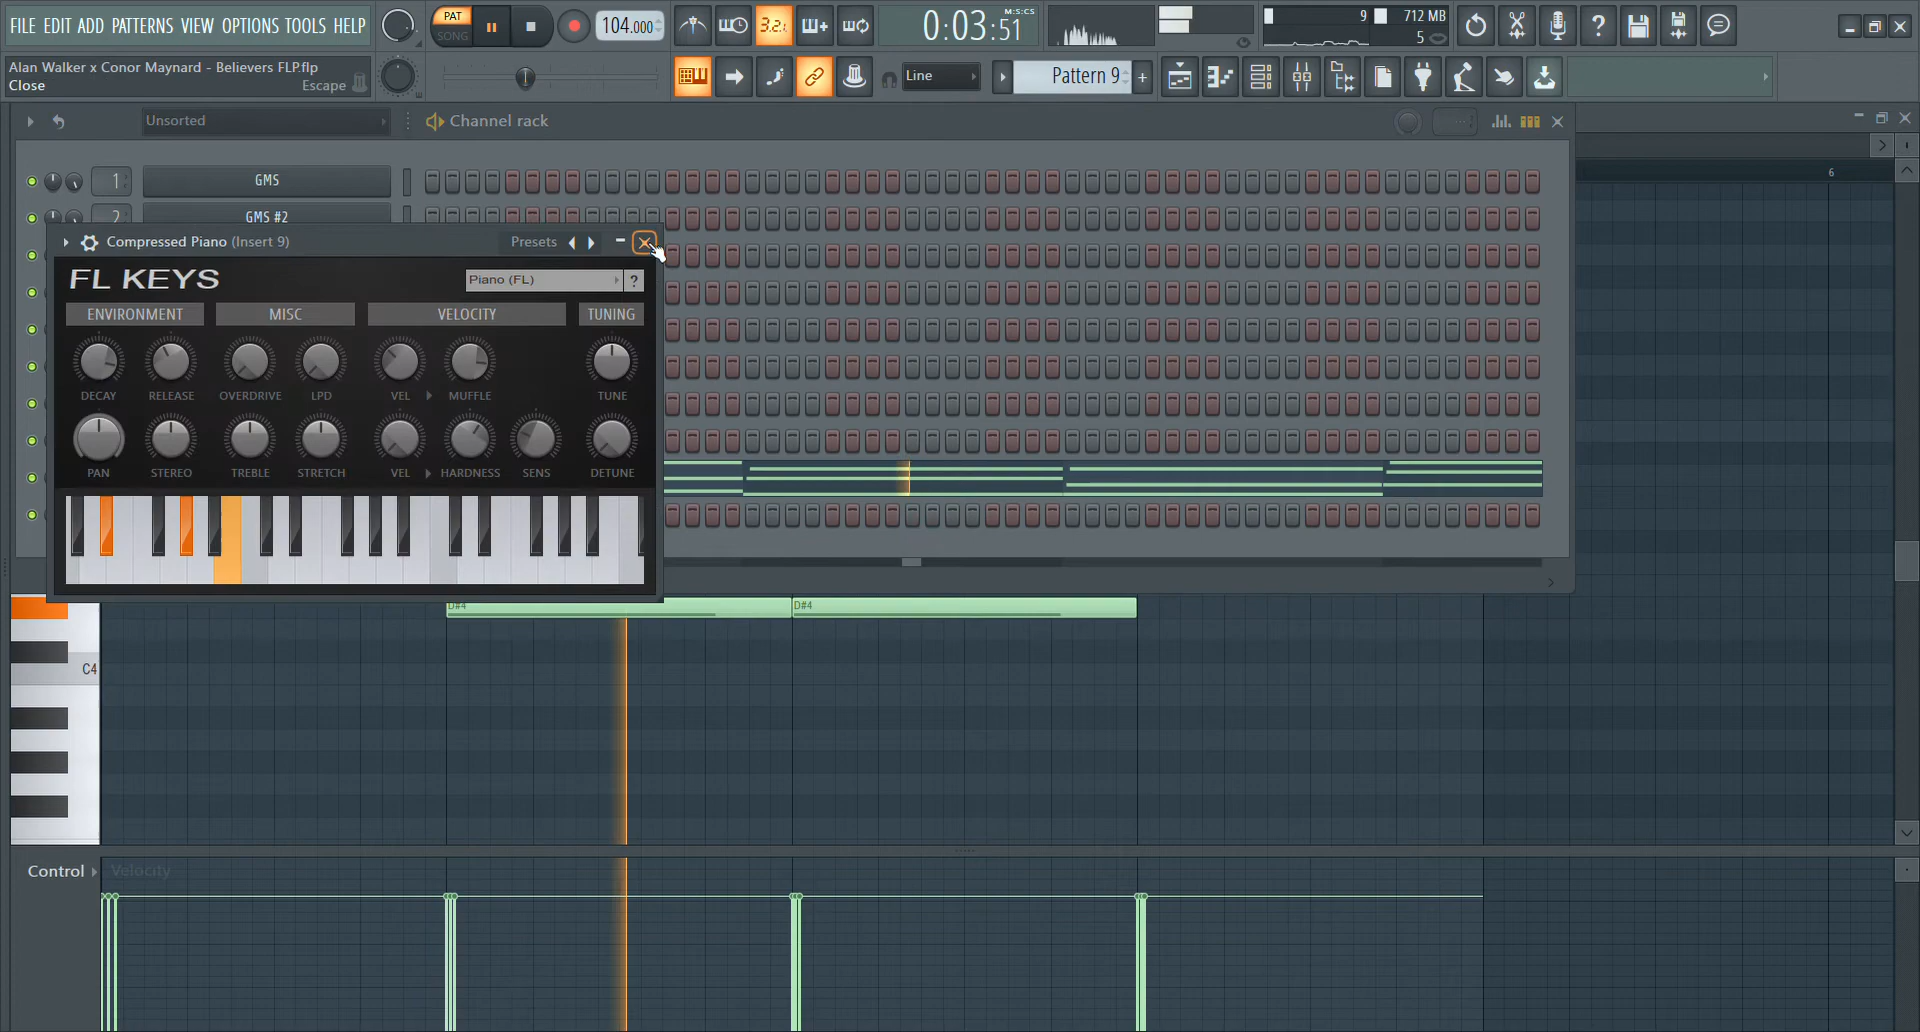 FILE EDIT ADD PATTERNS VIEW OPTIONS TOOLS HELP
PAT
SONG
104.000
3.2.
0:03:51
M:S:CS
9
712 MB
5
Alan Walker x Conor Maynard - Believers FLP.flp
Close
Escape
Line
Pattern 9
Unsorted
Channel rack
1
GMS
2
GMS #2
6
Compressed Piano (Insert 9)
Presets
FL KEYS
Piano (FL)
?
ENVIRONMENT
MISC
VELOCITY
TUNING
DECAY
RELEASE
OVERDRIVE
LPD
VEL
MUFFLE
TUNE
PAN
STEREO
TREBLE
STRETCH
VEL
HARDNESS
SENS
DETUNE
D#4
D#4
C4
Control
Velocity